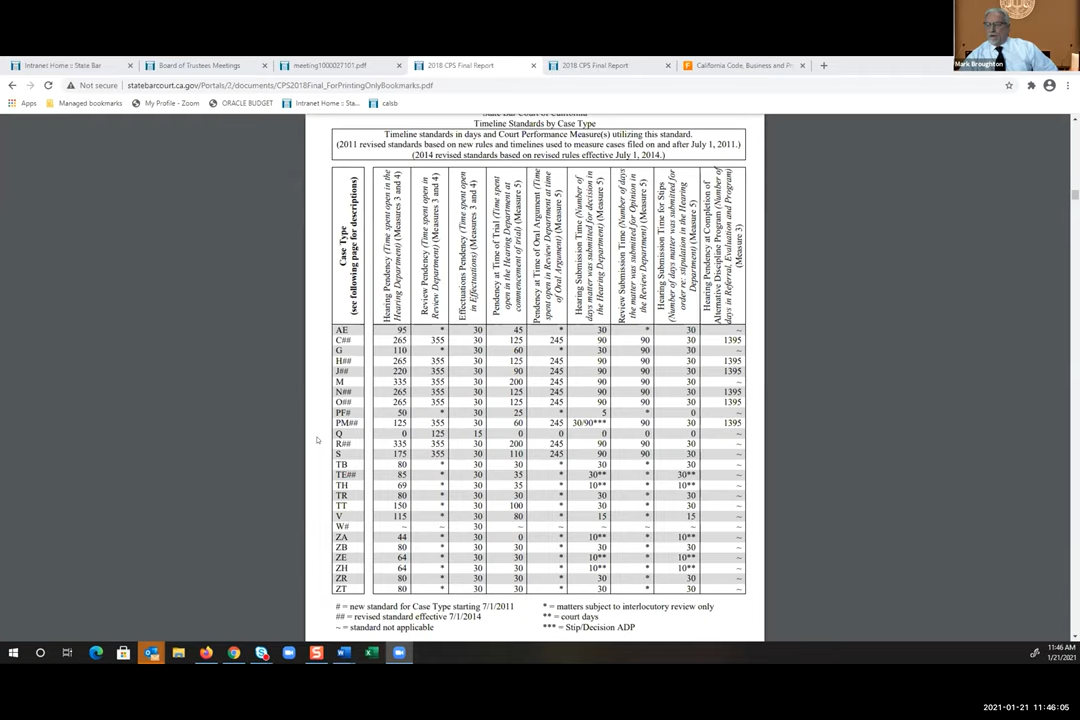 Mark Broughton
Intranet Home :: State Bar
Board of Trustees Meetings
meeting1000027101.pdf
2018 CPS Final Report
2018 CPS Final Report
California Code, Business and Pr
Not secure | statebarcourt.ca.gov/Portals/2/documents/CPS2018Final_ForPrintingOnlyBookmarks.pdf
Apps Managed bookmarks My Profile - Zoom ORACLE BUDGET Intranet Home :: Sta... calsb
State Bar Court of California
Timeline Standards by Case Type
Timeline standards in days and Court Performance Measure(s) utilizing this standard.
(2011 revised standards based on new rules and timelines used to measure cases filed on and after July 1, 2011.)
(2014 revised standards based on revised rules effective July 1, 2014.)
Case Type
(see following page for descriptions)
Hearing Pendency (Time spent open in the
Hearing Department) (Measures 3 and 4)
Review Pendency (Time spent open in
Review Department) (Measures 3 and 4)
Effectuations Pendency (Time spent open
in Effectuations) (Measures 3 and 4)
Pendency at Time of Trial (Time spent
open in the Hearing Department at
commencement of trial) (Measure 5)
Pendency at Time of Oral Argument (Time
spent open in Review Department at time
of Oral Argument) (Measure 5)
Hearing Submission Time (Number of
days matter was submitted for decision in
the Hearing Department) (Measure 5)
Review Submission Time (Number of days
the matter was submitted for Opinion in
the Review Department) (Measure 5)
Hearing Submission Time for Stips
(Number of days matter was submitted for
order re: stipulation in the Hearing
Department) (Measure 5)
Hearing Pendency at Completion of
Alternative Discipline Program (Number of
days in Referral, Evaluation and Program)
(Measure 3)
AE 95 * 30 45 * 30 * 30 ~
C## 265 355 30 125 245 90 90 30 1395
G 110 * 30 60 * 30 90 30 ~
H## 265 355 30 125 245 90 90 30 1395
J## 220 355 30 90 245 90 90 30 1395
M 335 355 30 200 245 90 90 30 ~
N## 265 355 30 125 245 90 90 30 1395
O## 265 355 30 125 245 90 90 30 1395
PF# 50 * 30 25 * 5 * 0 ~
PM## 125 355 30 60 245 30/90*** 90 30 1395
Q 0 125 15 0 0 0 0 0 ~
R## 335 355 30 200 245 90 90 30 ~
S 175 355 30 110 245 90 90 30 ~
TB 80 * 30 30 * 30 * 30 ~
TE## 85 * 30 35 * 30** * 30** ~
TH 69 * 30 35 * 10** * 10** ~
TR 80 * 30 30 * 30 * 30 ~
TT 150 * 30 100 * 30 * 30 ~
V 115 * 30 80 * 15 * 15 ~
W# ~ ~ 30 ~ ~ ~ ~ ~ ~
ZA 44 * 30 0 * 10** * 10** ~
ZB 80 * 30 30 * 30 * 30 ~
ZE 64 * 30 30 * 10** * 10** ~
ZH 64 * 30 30 * 10** * 10** ~
ZR 80 * 30 30 * 30 * 30 ~
ZT 80 * 30 30 * 30 * 30 ~
# = new standard for Case Type starting 7/1/2011 * = matters subject to interlocutory review only
## = revised standard effective 7/1/2014 ** = court days
~ = standard not applicable *** = Stip/Decision ADP
11:46 AM
1/21/2021
2021-01-21 11:46:05